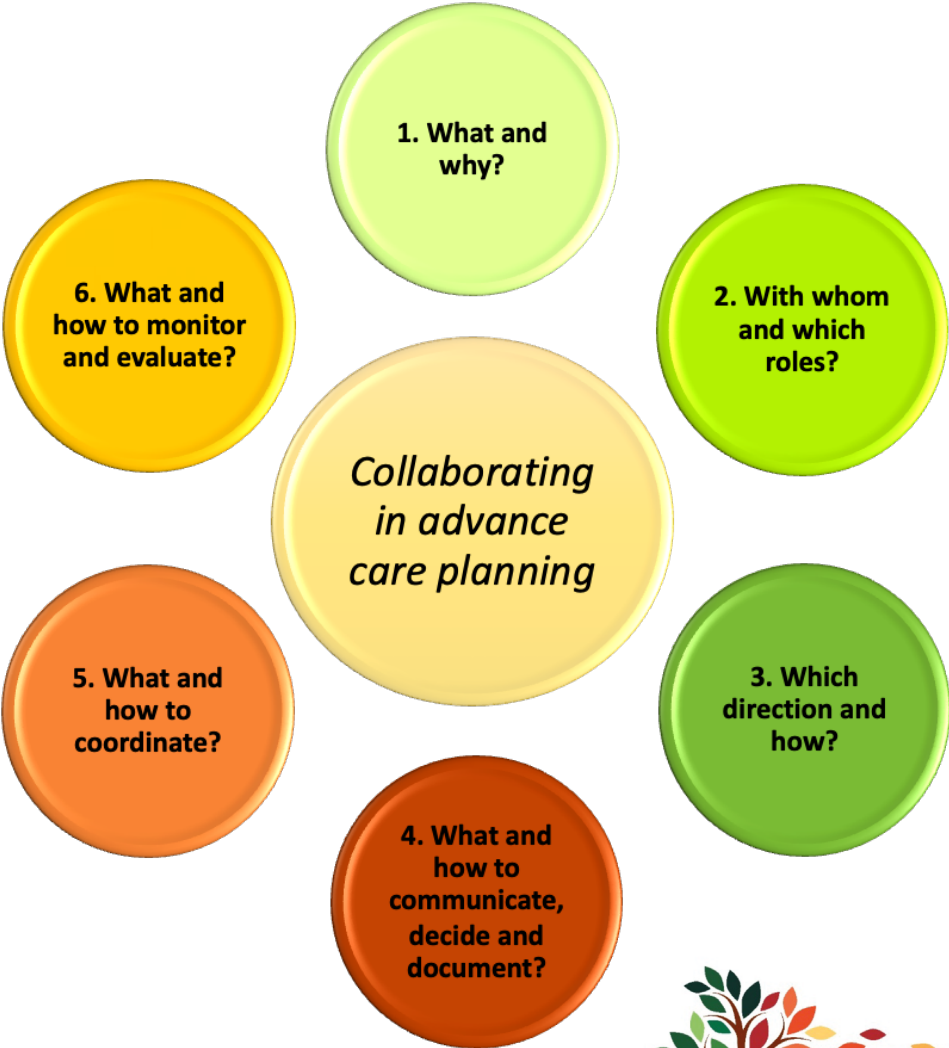 1. What and
why?
2. With whom
and which
roles?
3. Which
direction and
how?
4. What and
how to
communicate,
decide and
document?
5. What and
how to
coordinate?
6. What and
how to monitor
and evaluate?
Collaborating
in advance
care planning